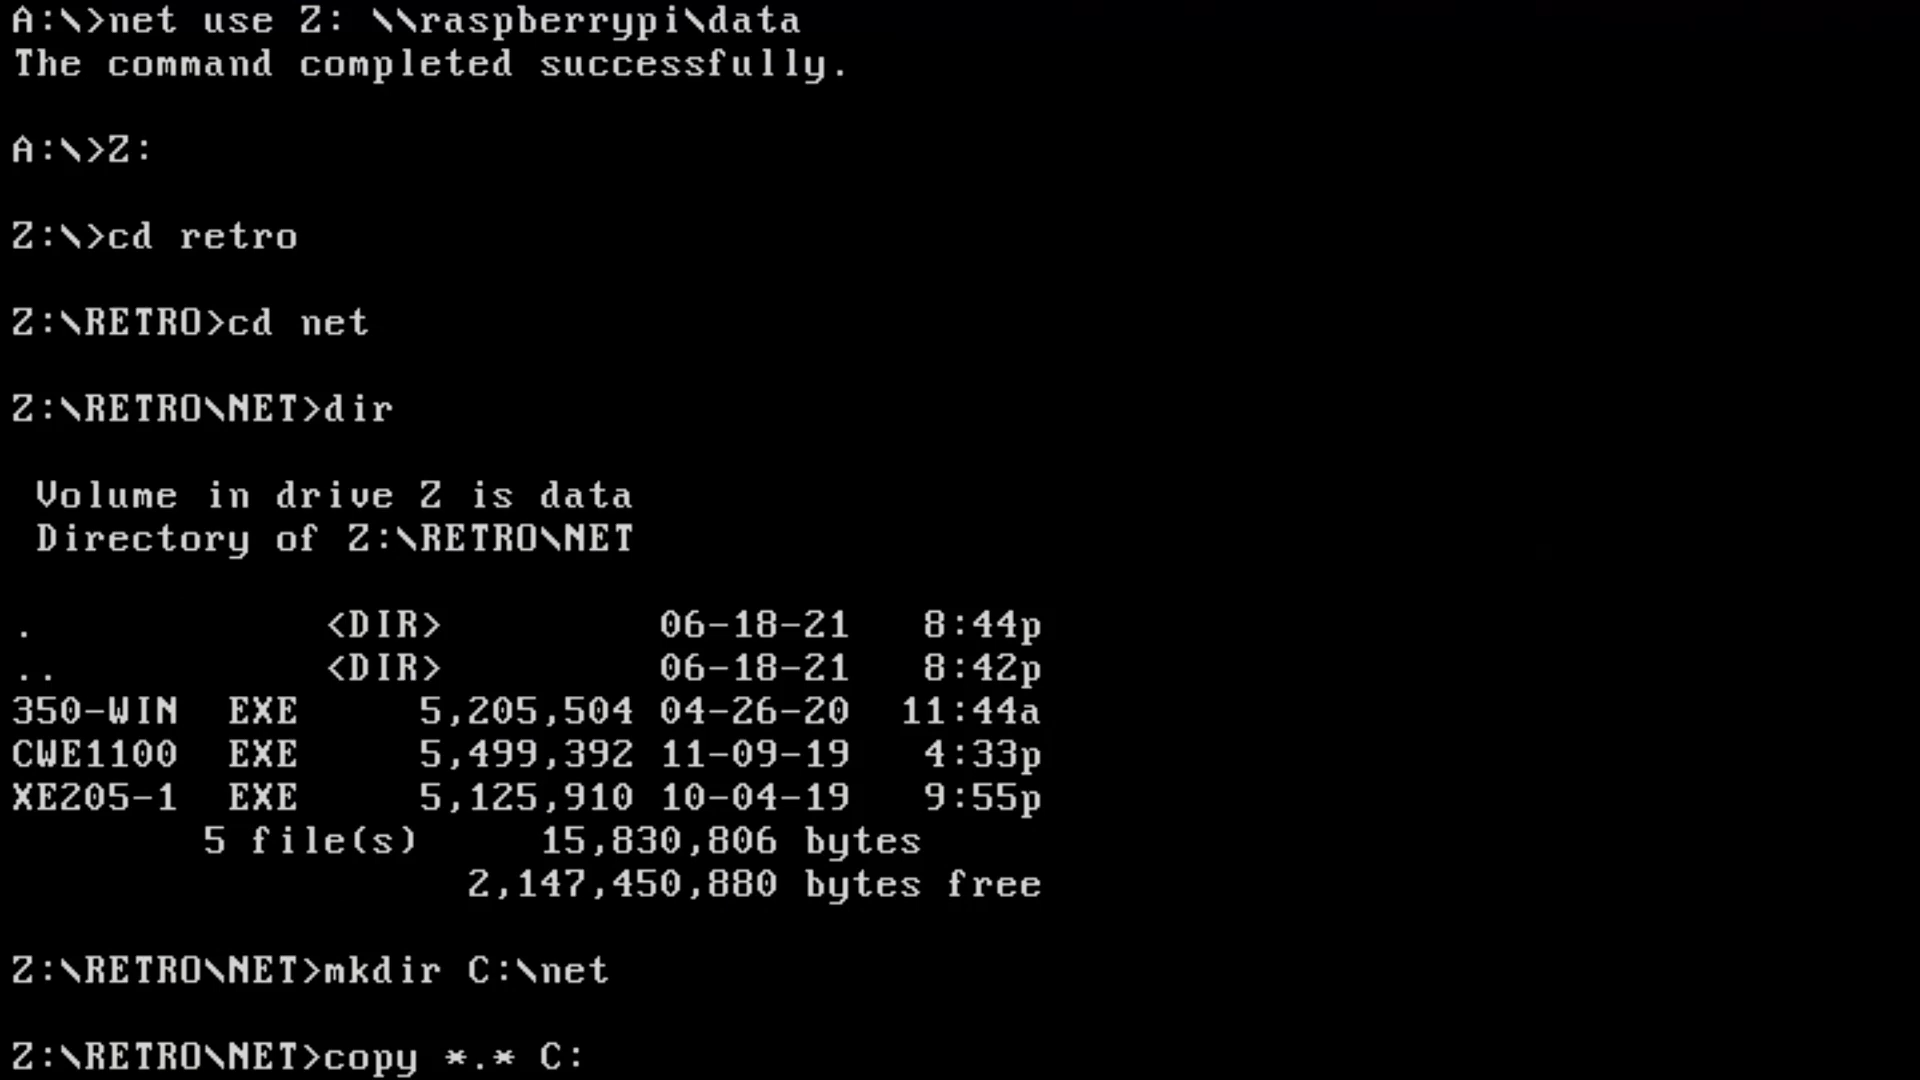 A:\>net use Z: \\raspberrypi\data
The command completed successfully.
A:\>Z:
Z:\>cd retro
Z:\RETRO>cd net
Z:\RETRO\NET>dir
Volume in drive Z is data
Directory of Z:\RETRO\NET
. <DIR> 06-18-21 8:44p
.. <DIR> 06-18-21 8:42p
350-WIN EXE 5,205,504 04-26-20 11:44a
CWE1100 EXE 5,499,392 11-09-19 4:33p
XE205-1 EXE 5,125,910 10-04-19 9:55p
5 file(s) 15,830,806 bytes
2,147,450,880 bytes free
Z:\RETRO\NET>mkdir C:\net
Z:\RETRO\NET>copy *.* C: